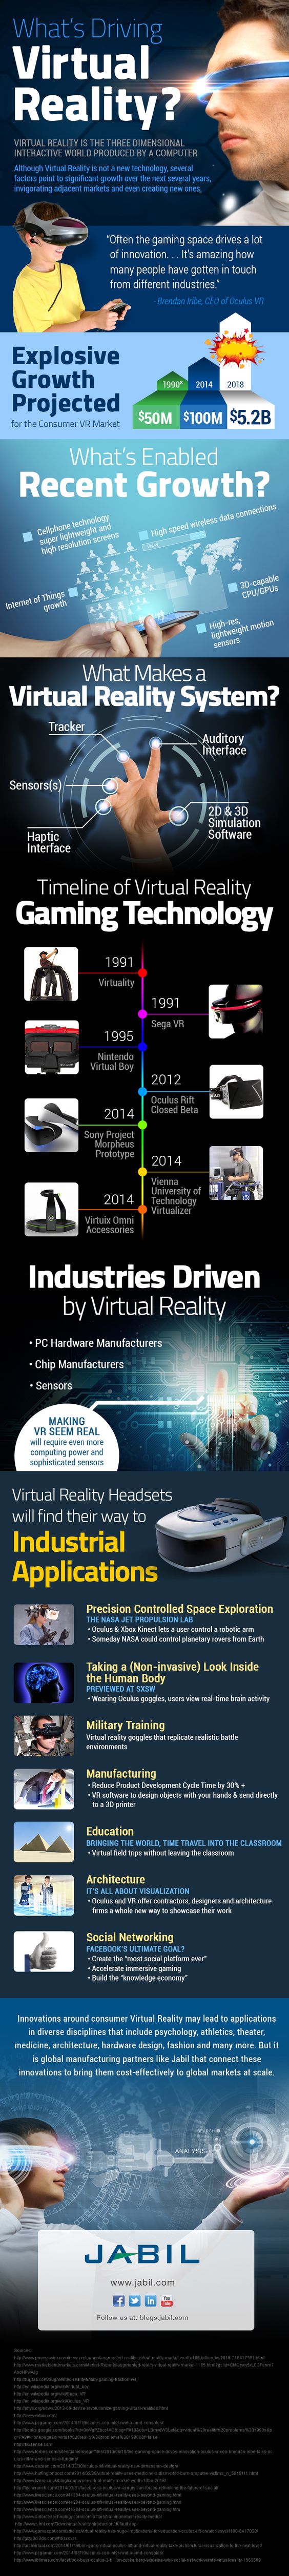 What's Driving
Virtual
Reality?
VIRTUAL REALITY IS THE THREE DIMENSIONAL
INTERACTIVE WORLD PRODUCED BY A COMPUTER
Although Virtual Reality is not a new technology, several
factors point to significant growth over the next several years,
invigorating adjacent markets and even creating new ones.
"Often the gaming space drives a lot
of innovation. . . It's amazing how
many people have gotten in touch
from different industries."
- Brendan Iribe, CEO of Oculus VR
Explosive
Growth
Projected
for the Consumer VR Market
1990s 2014 2018
$50M $100M $5.2B
What's Enabled
Recent Growth?
Cellphone technology
super lightweight and
high resolution screens
High speed wireless data connections
Internet of Things
growth
3D-capable
CPU/GPUs
High-res,
lightweight motion
sensors
What Makes a
Virtual Reality System?
Tracker
Auditory
Interface
Sensors(s)
2D & 3D
Simulation
Software
Haptic
Interface
Timeline of Virtual Reality
Gaming Technology
1991
Virtuality
1991
Sega VR
1995
Nintendo
Virtual Boy
2012
Oculus Rift
Closed Beta
2014
Sony Project
Morpheus
Prototype
2014
Vienna
University of
Technology
Virtualizer
2014
Virtuix Omni
Accessories
Industries Driven
by Virtual Reality
• PC Hardware Manufacturers
• Chip Manufacturers
• Sensors
MAKING
VR SEEM REAL
will require even more
computing power and
sophisticated sensors
Virtual Reality Headsets
will find their way to
Industrial
Applications
Precision Controlled Space Exploration
THE NASA JET PROPULSION LAB
• Oculus & Xbox Kinect lets a user control a robotic arm
• Someday NASA could control planetary rovers from Earth
Taking a (Non-invasive) Look Inside
the Human Body
PREVIEWED AT SXSW
• Wearing Oculus goggles, users view real-time brain activity
Military Training
Virtual reality goggles that replicate realistic battle
environments
Manufacturing
• Reduce Product Development Cycle Time by 30% +
• VR software to design objects with your hands & send directly
to a 3D printer
Education
BRINGING THE WORLD, TIME TRAVEL INTO THE CLASSROOM
• Virtual field trips without leaving the classroom
Architecture
IT'S ALL ABOUT VISUALIZATION
• Oculus and VR offer contractors, designers and architecture
firms a whole new way to showcase their work
Social Networking
FACEBOOK'S ULTIMATE GOAL?
• Create the "most social platform ever"
• Accelerate immersive gaming
• Build the "knowledge economy"
Innovations around consumer Virtual Reality may lead to applications
in diverse disciplines that include psychology, athletics, theater,
medicine, architecture, hardware design, fashion and many more. But it
is global manufacturing partners like Jabil that connect these
innovations to bring them cost-effectively to global markets at scale.
ANALYSIS
JABIL
www.jabil.com
You
Tube
Follow us at: blogs.jabil.com
Sources: